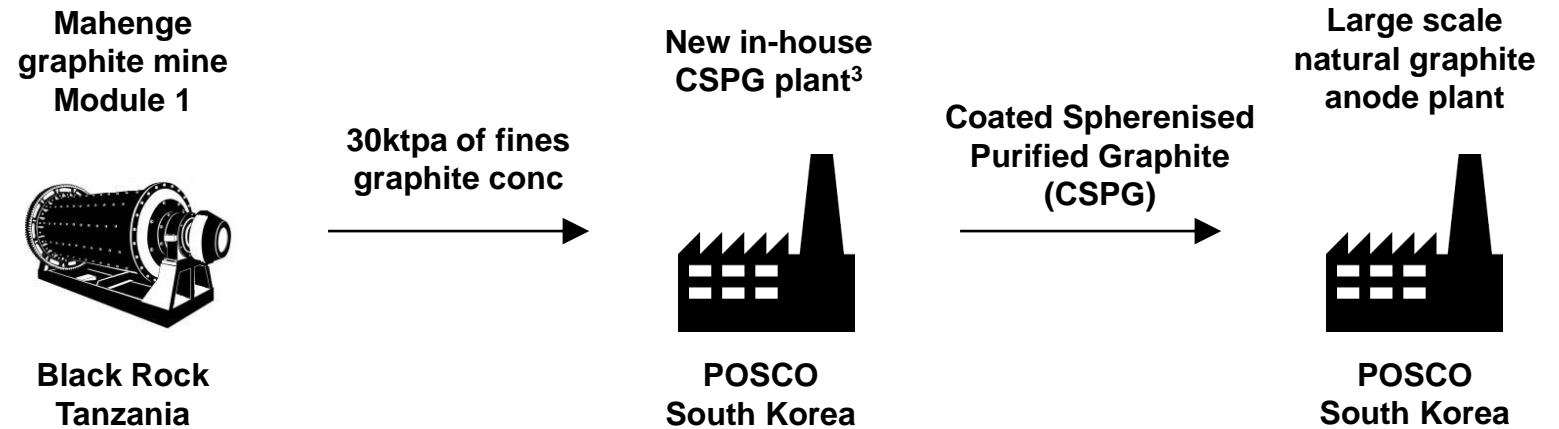 Mahenge
graphite mine
Module 1
30ktpa of fines
graphite conc
New in-house
CSPG plant³
Coated Spherenised
Purified Graphite
(CSPG)
Large scale
natural graphite
anode plant
Black Rock
Tanzania
POSCO
South Korea
POSCO
South Korea